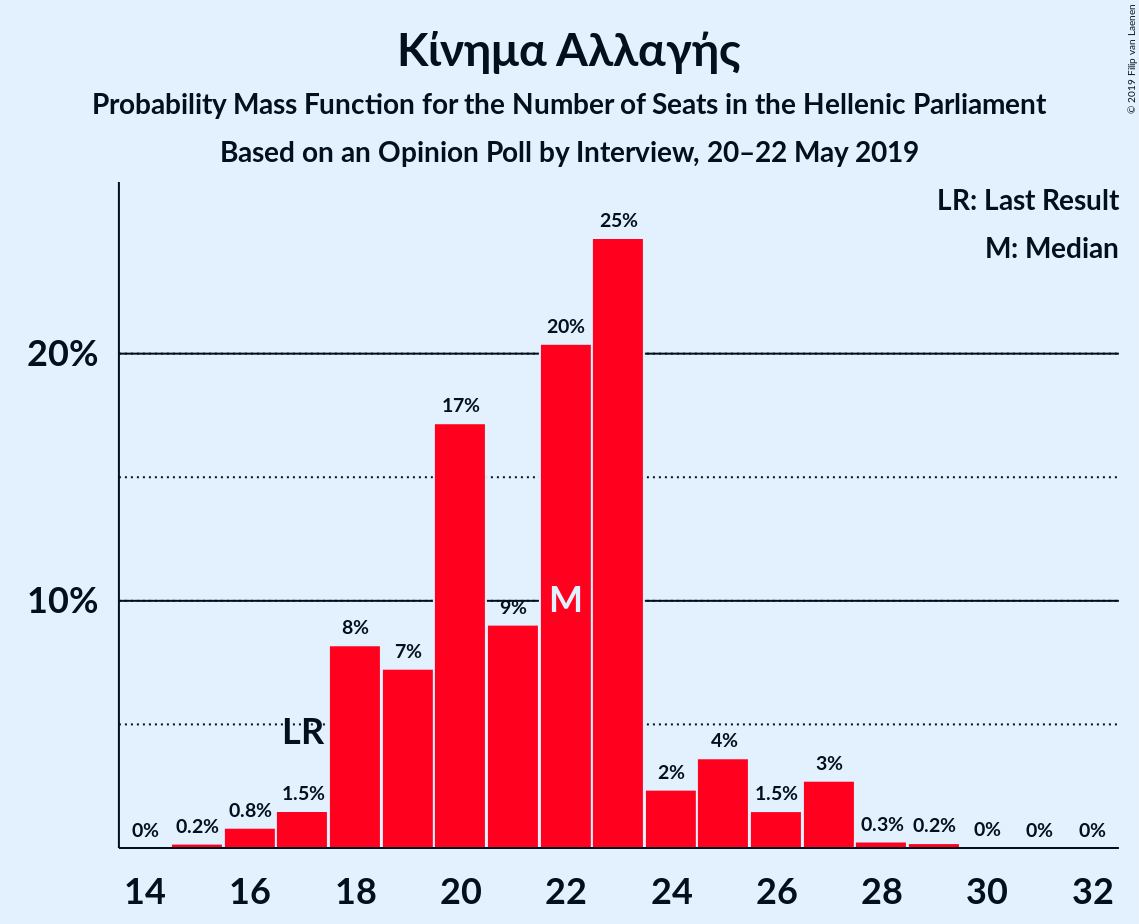 Κίνημα Αλλαγής
Probability Mass Function for the Number of Seats in the Hellenic Parliament
Based on an Opinion Poll by Interview, 20–22 May 2019
© 2019 Filip van Laenen
LR: Last Result
M: Median
20%
10%
0%
0.2%
0.8%
1.5%
8%
7%
17%
9%
20%
25%
2%
4%
1.5%
3%
0.3%
0.2%
0%
0%
0%
LR
M
14 16 18 20 22 24 26 28 30 32